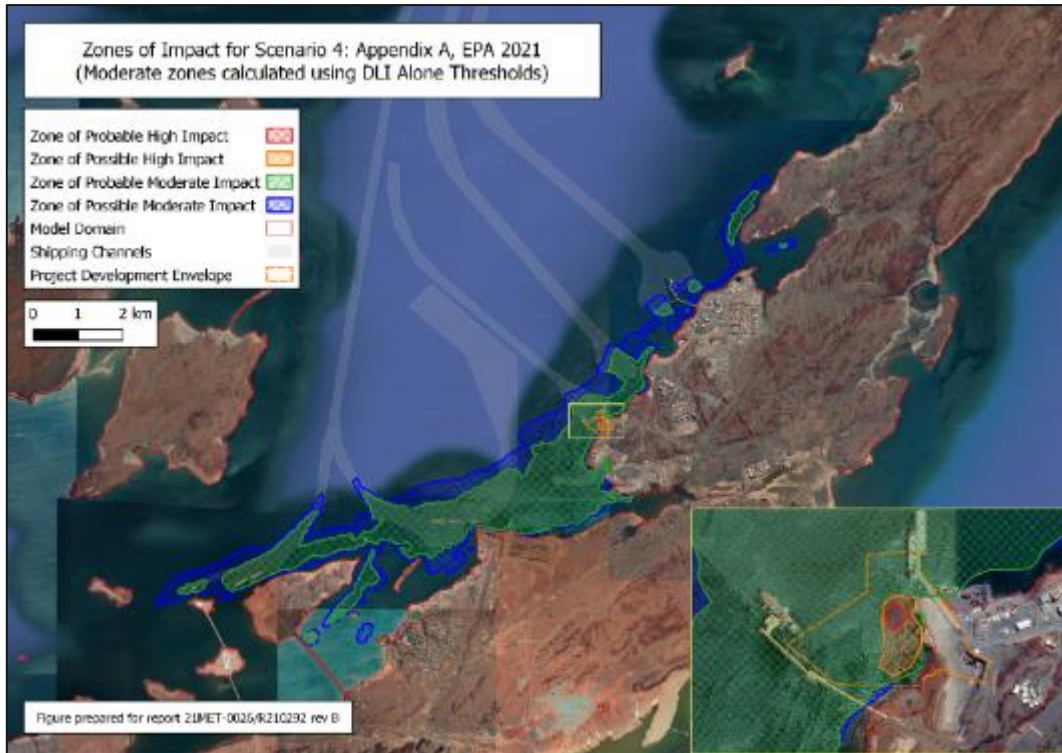 Zones of Impact for Scenario 4: Appendix A, EPA 2021
(Moderate zones calculated using DLI Alone Thresholds)
Zone of Probable High Impact
Zone of Possible High Impact
Zone of Probable Moderate Impact
Zone of Possible Moderate Impact
Model Domain
Shipping Channels
Project Development Envelope
0 1 2 km
Figure prepared for report 21MET-0026/R210292 rev B